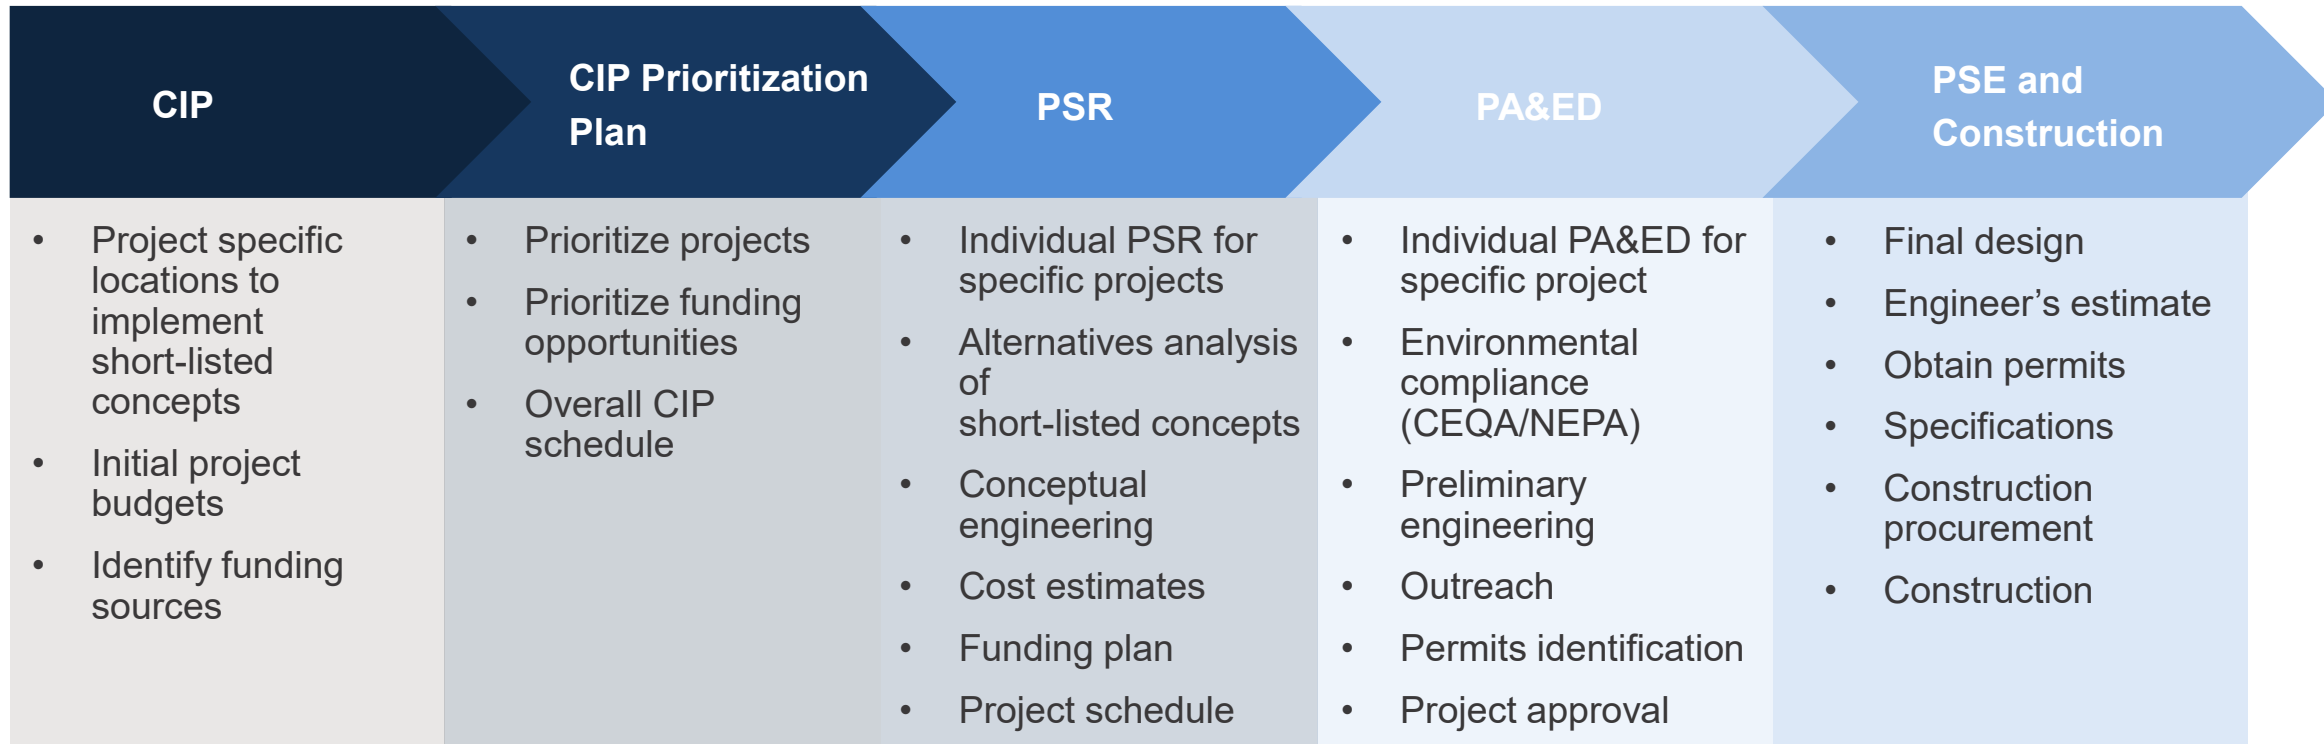 CIP
CIP Prioritization
Plan
PSR
PA&ED
PSE and
Construction
• Project specific
locations to
implement
short-listed
concepts
• Initial project
budgets
• Identify funding
sources
• Prioritize projects
• Prioritize funding
opportunities
• Overall CIP
schedule
• Individual PSR for
specific projects
• Alternatives analysis
of
short-listed concepts
• Conceptual
engineering
• Cost estimates
• Funding plan
• Project schedule
• Individual PA&ED for
specific project
• Environmental
compliance
(CEQA/NEPA)
• Preliminary
engineering
• Outreach
• Permits identification
• Project approval
• Final design
• Engineer’s estimate
• Obtain permits
• Specifications
• Construction
procurement
• Construction